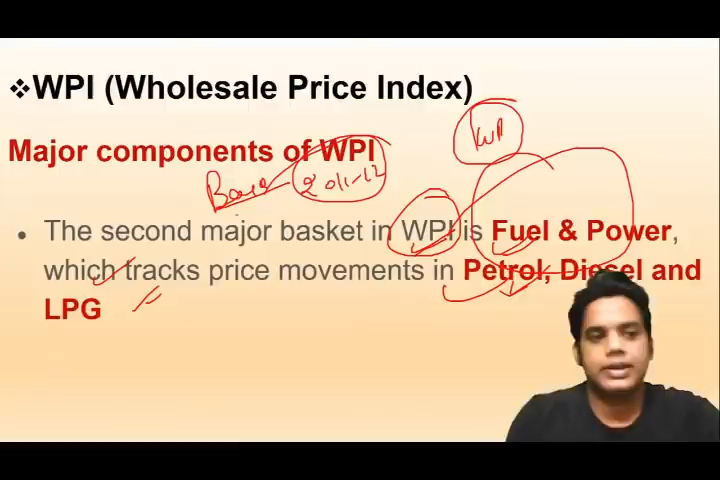 ❖WPI (Wholesale Price Index)
WPI
Major components of WPI
Base 2011-12
• The second major basket in WPI is Fuel & Power,
which tracks price movements in Petrol, Diesel and
LPG